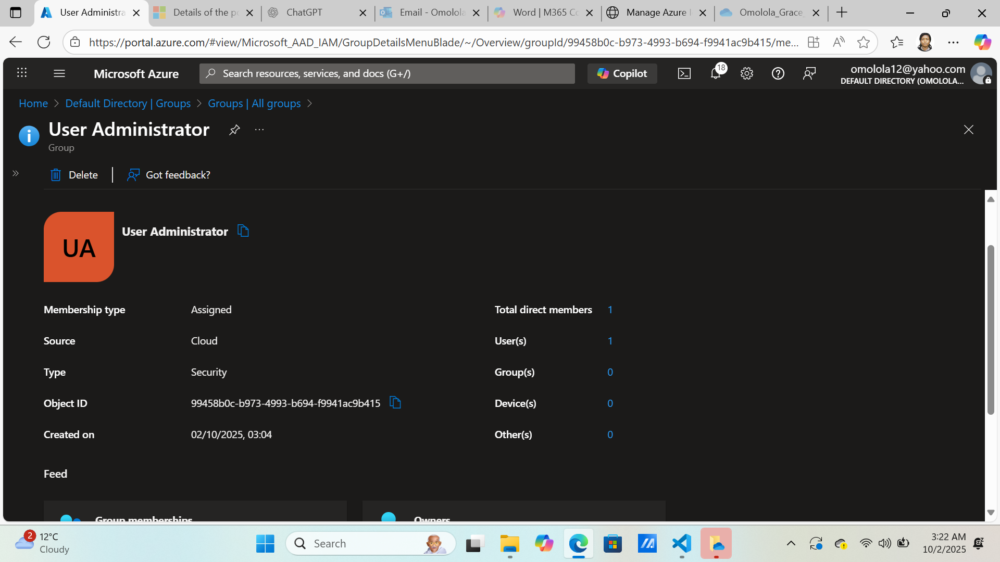 User Administra
Details of the po
ChatGPT
Email - Omolola
Word | M365 Co
Manage Azure
Omolola_Grace_
https://portal.azure.com/#view/Microsoft_AAD_IAM/GroupDetailsMenuBlade/~/Overview/groupId/99458b0c-b973-4993-b694-f9941ac9b415/me...
Microsoft Azure
Search resources, services, and docs (G+/)
Copilot
18
omolola12@yahoo.com
DEFAULT DIRECTORY (OMOLOLA...
Home > Default Directory | Groups > Groups | All groups >
User Administrator
Group
Delete
Got feedback?
UA
User Administrator
Membership type Assigned
Total direct members 1
Source Cloud
User(s) 1
Type Security
Group(s) 0
Object ID 99458b0c-b973-4993-b694-f9941ac9b415
Device(s) 0
Created on 02/10/2025, 03:04
Other(s) 0
Feed
Group memberships
Owners
2
12°C
Cloudy
Search
3:22 AM
10/2/2025